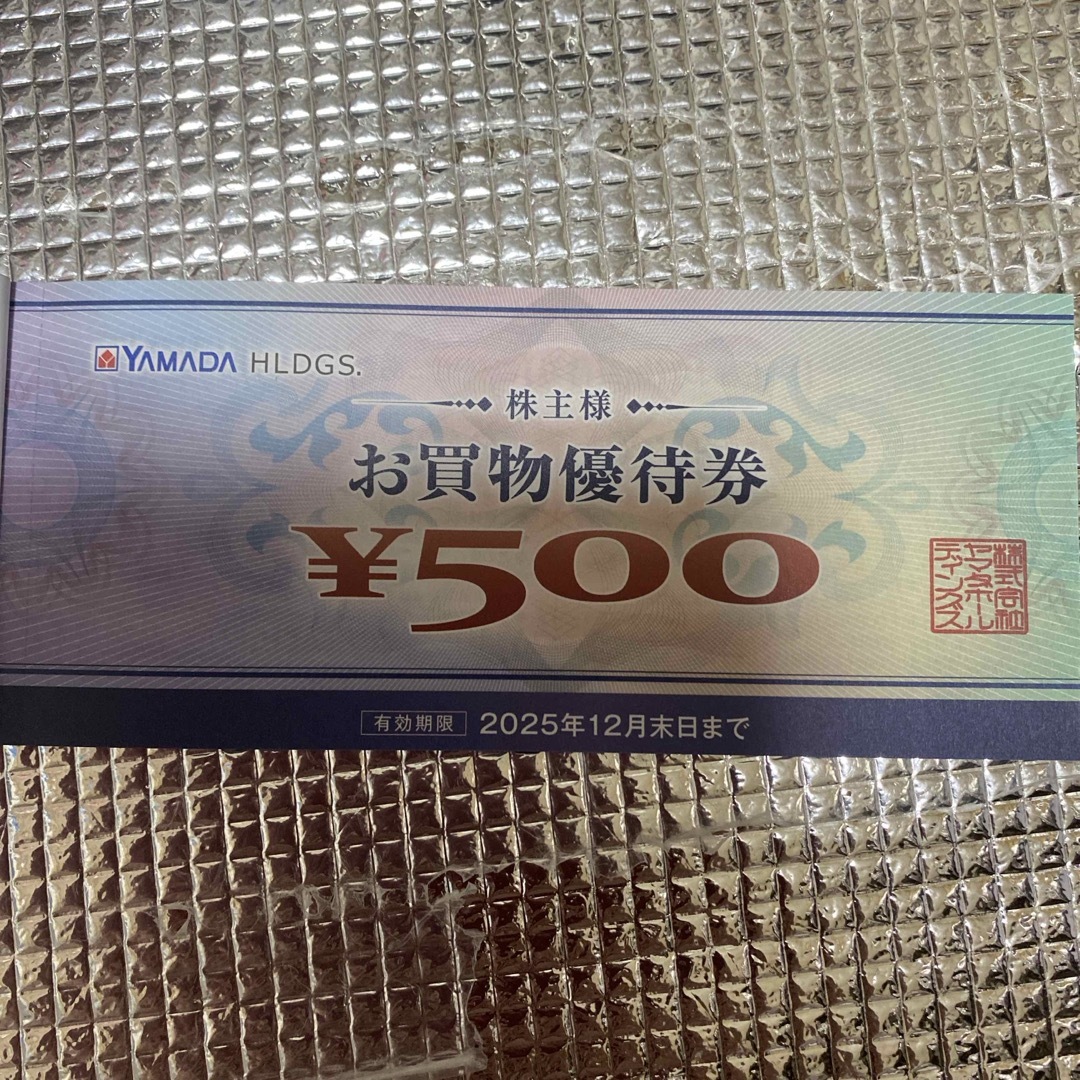 YAMADA HLDGS.
株主様
お買物優待券
¥500
株式会社
ヤマダホール
ディングス
有効期限 2025年12月末日まで